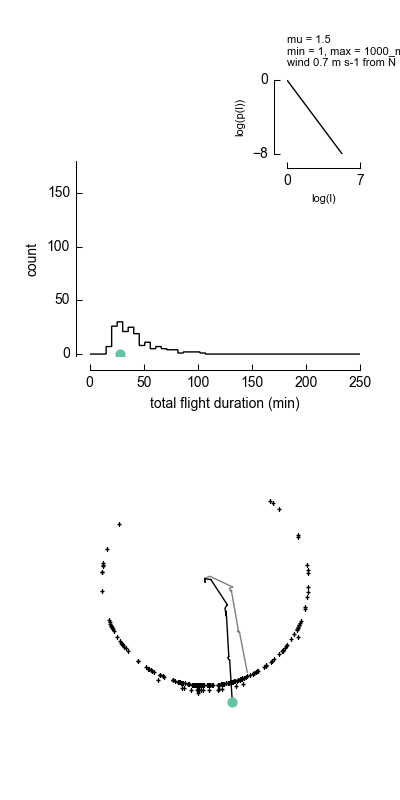 mu = 1.5
min = 1, max = 1000_m
wind 0.7 m s-1 from N
0
log(p(l))
−8
0 7
log(l)
150
100
count
50
0
0 50 100 150 200 250
total flight duration (min)